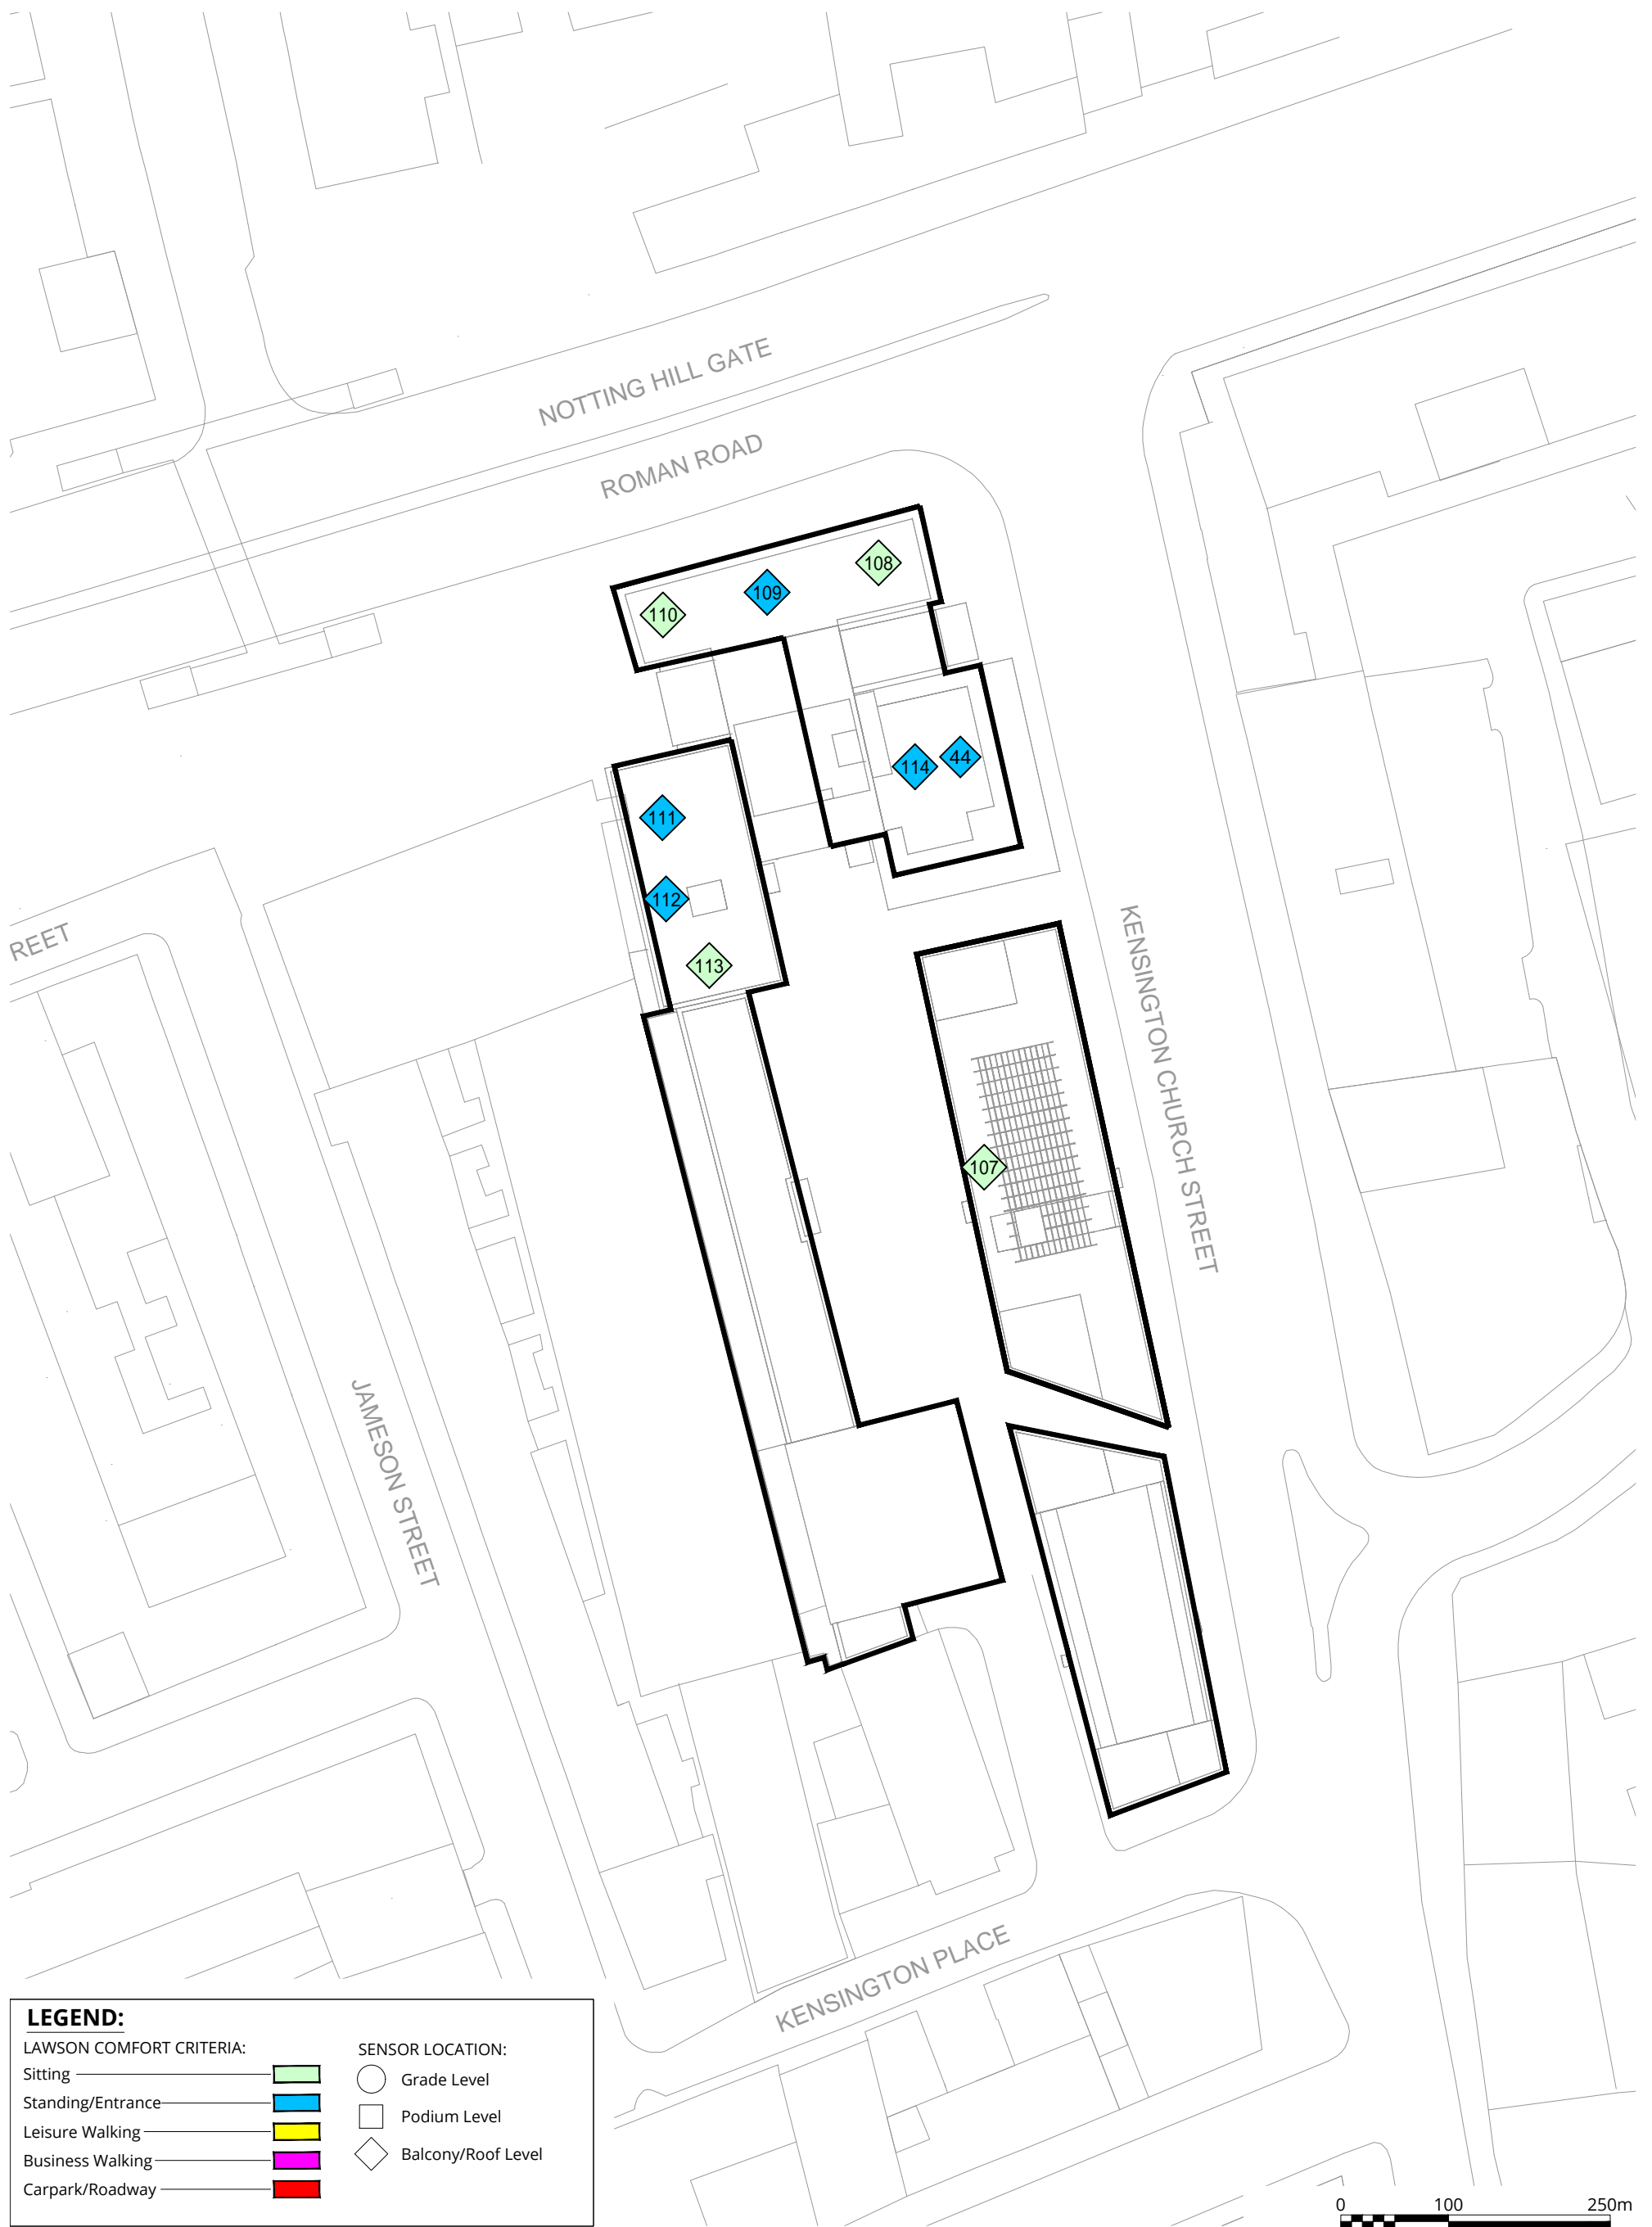 NOTTING HILL GATE
ROMAN ROAD
108
109
110
114
44
111
112
113
REET
KENSINGTON CHURCH STREET
107
JAMESON STREET
KENSINGTON PLACE
LEGEND:
LAWSON COMFORT CRITERIA:
Sitting
Standing/Entrance
Leisure Walking
Business Walking
Carpark/Roadway
SENSOR LOCATION:
Grade Level
Podium Level
Balcony/Roof Level
0 100 250m